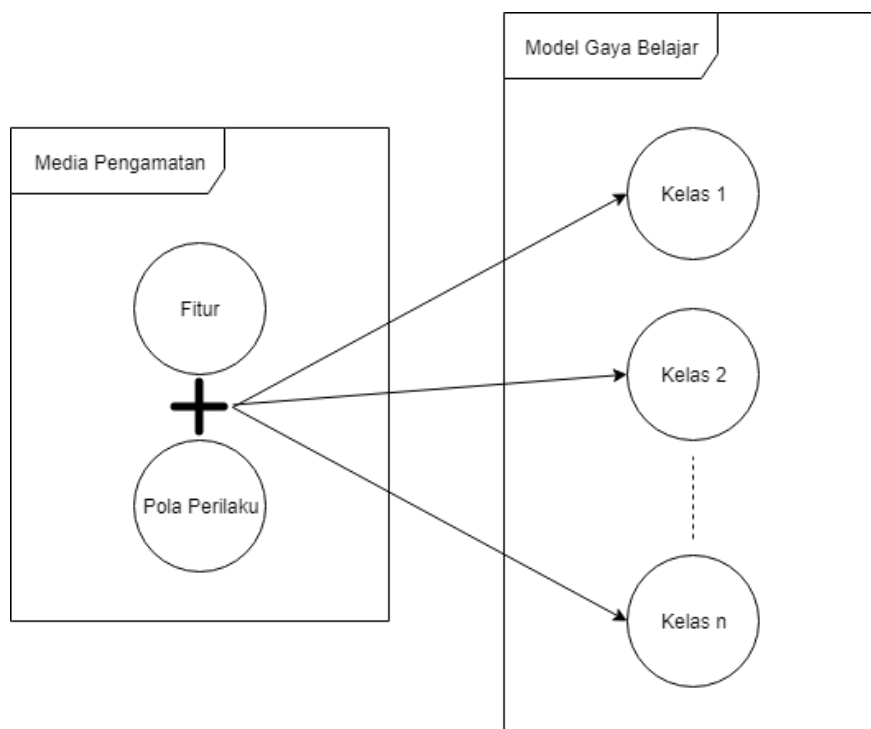 Model Gaya Belajar
Media Pengamatan
Kelas 1
Fitur
Kelas 2
Pola Perilaku
Kelas n